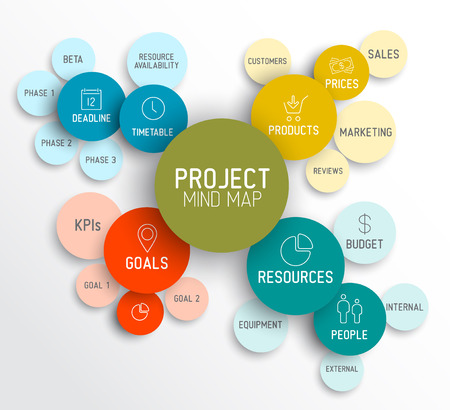 BETA
RESOURCE
AVAILABILITY
PHASE 1
12
DEADLINE
TIMETABLE
PHASE 2
PHASE 3
CUSTOMERS
SALES
PRICES
PRODUCTS
MARKETING
REVIEWS
PROJECT
MIND MAP
KPIs
GOALS
GOAL 1
GOAL 2
$
BUDGET
RESOURCES
EQUIPMENT
PEOPLE
INTERNAL
EXTERNAL